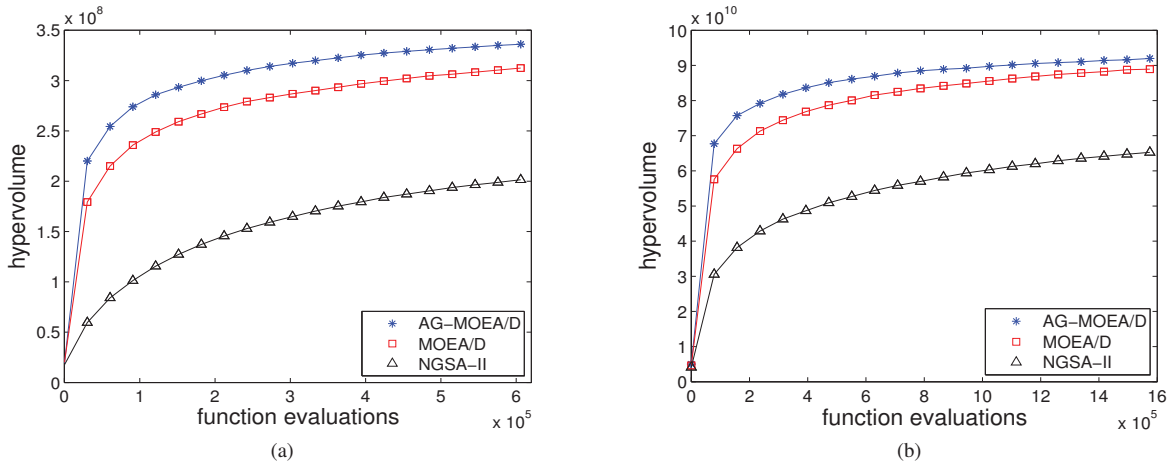 x 10^8
3.5
3
2.5
2
1.5
1
0.5
0
hypervolume
AG−MOEA/D
MOEA/D
NGSA−II
0 1 2 3 4 5 6
function evaluations
x 10^5
(a)
x 10^10
10
9
8
7
6
5
4
3
2
1
0
hypervolume
AG−MOEA/D
MOEA/D
NGSA−II
0 2 4 6 8 10 12 14 16
function evaluations
x 10^5
(b)